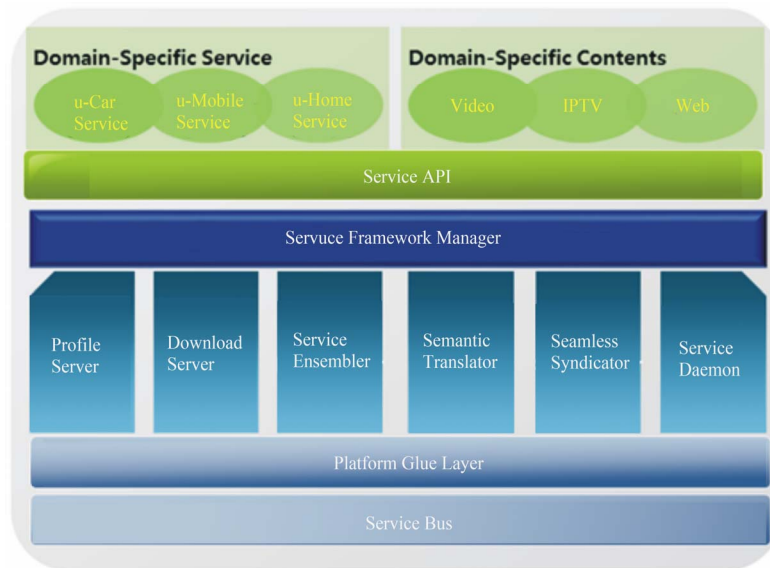 Domain-Specific Service
u-Car
Service
u-Mobile
Service
u-Home
Service
Domain-Specific Contents
Video
IPTV
Web
Service API
Servuce Framework Manager
Profile
Server
Download
Server
Service
Ensembler
Semantic
Translator
Seamless
Syndicator
Service
Daemon
Platform Glue Layer
Service Bus